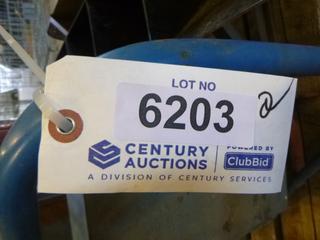 LOT NO
6203
CENTURY
AUCTIONS
POWERED BY
ClubBid
A DIVISION OF CENTURY SERVICES